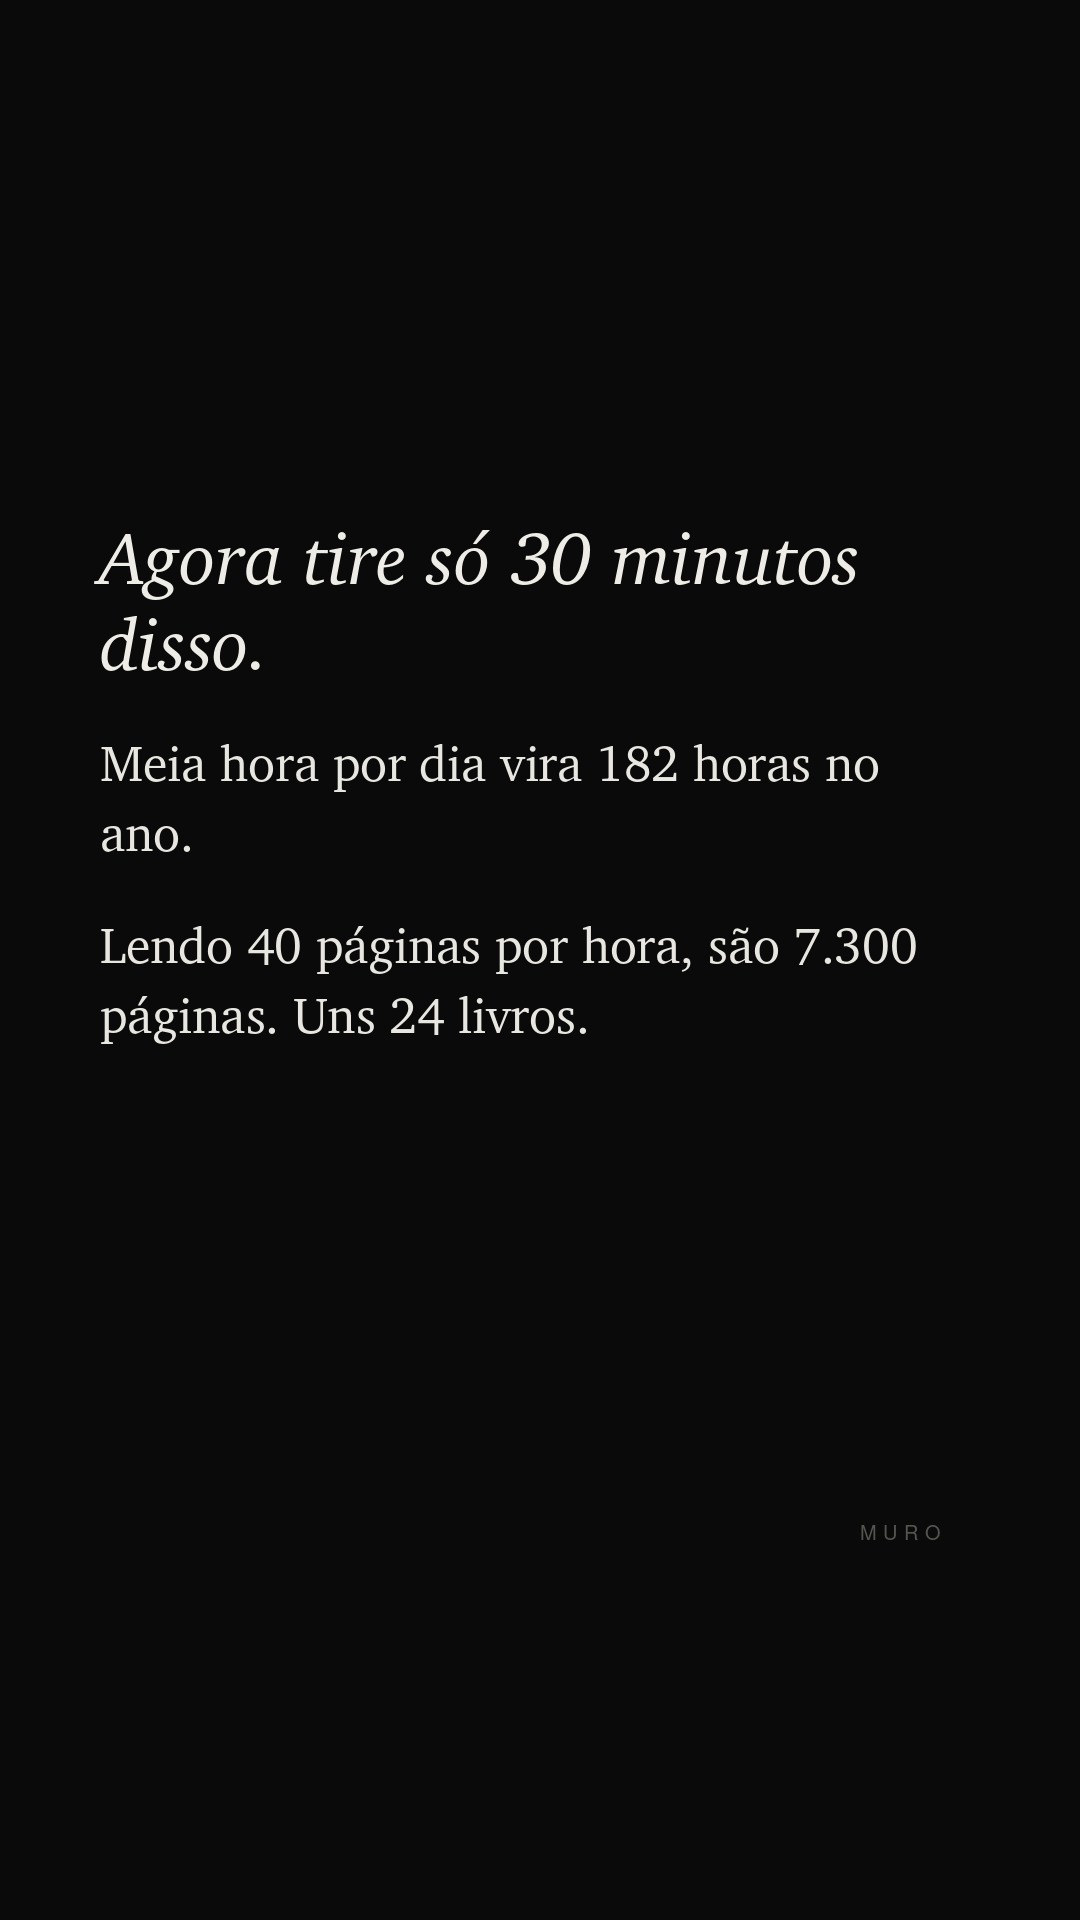 Agora tire só 30 minutos
disso.
Meia hora por dia vira 182 horas no
ano.
Lendo 40 páginas por hora, são 7.300
páginas. Uns 24 livros.
MURO